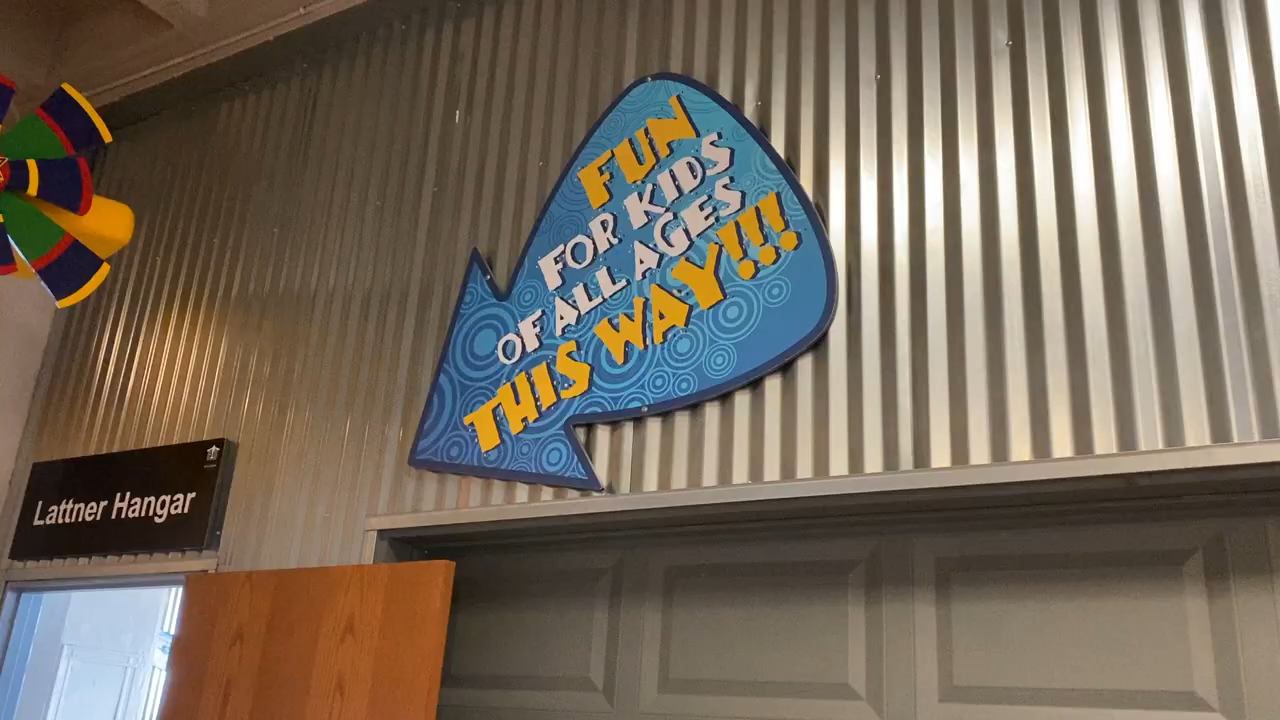 FUN
FOR KIDS
OF ALL AGES
THIS WAY!!!
Lattner Hangar